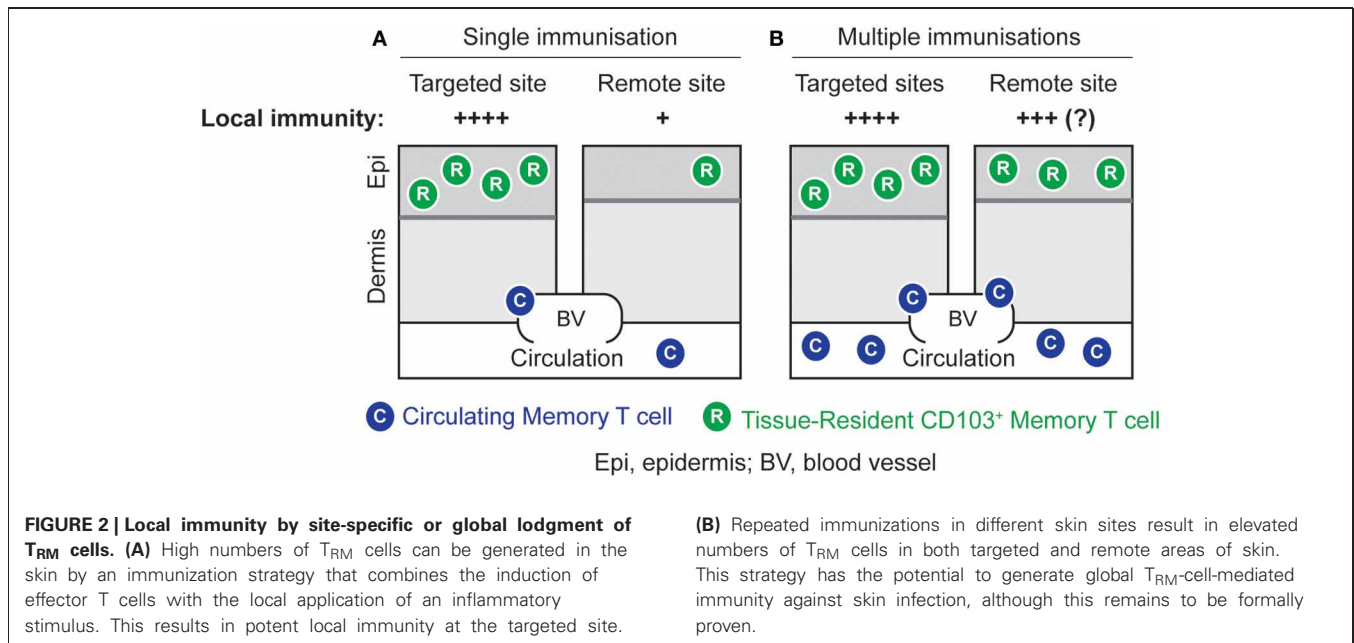 A Single immunisation
B Multiple immunisations
Targeted site Remote site
Targeted sites Remote site
Local immunity: ++++ + ++++ +++ (?)
Epi
R R R R R R R R R R R R
Dermis
C C C
BV BV
C C C C C
Circulation Circulation
C Circulating Memory T cell R Tissue-Resident CD103⁺ Memory T cell
Epi, epidermis; BV, blood vessel
FIGURE 2 | Local immunity by site-specific or global lodgment of
T_RM cells. (A) High numbers of T_RM cells can be generated in the
skin by an immunization strategy that combines the induction of
effector T cells with the local application of an inflammatory
stimulus. This results in potent local immunity at the targeted site.
(B) Repeated immunizations in different skin sites result in elevated
numbers of T_RM cells in both targeted and remote areas of skin.
This strategy has the potential to generate global T_RM-cell-mediated
immunity against skin infection, although this remains to be formally
proven.